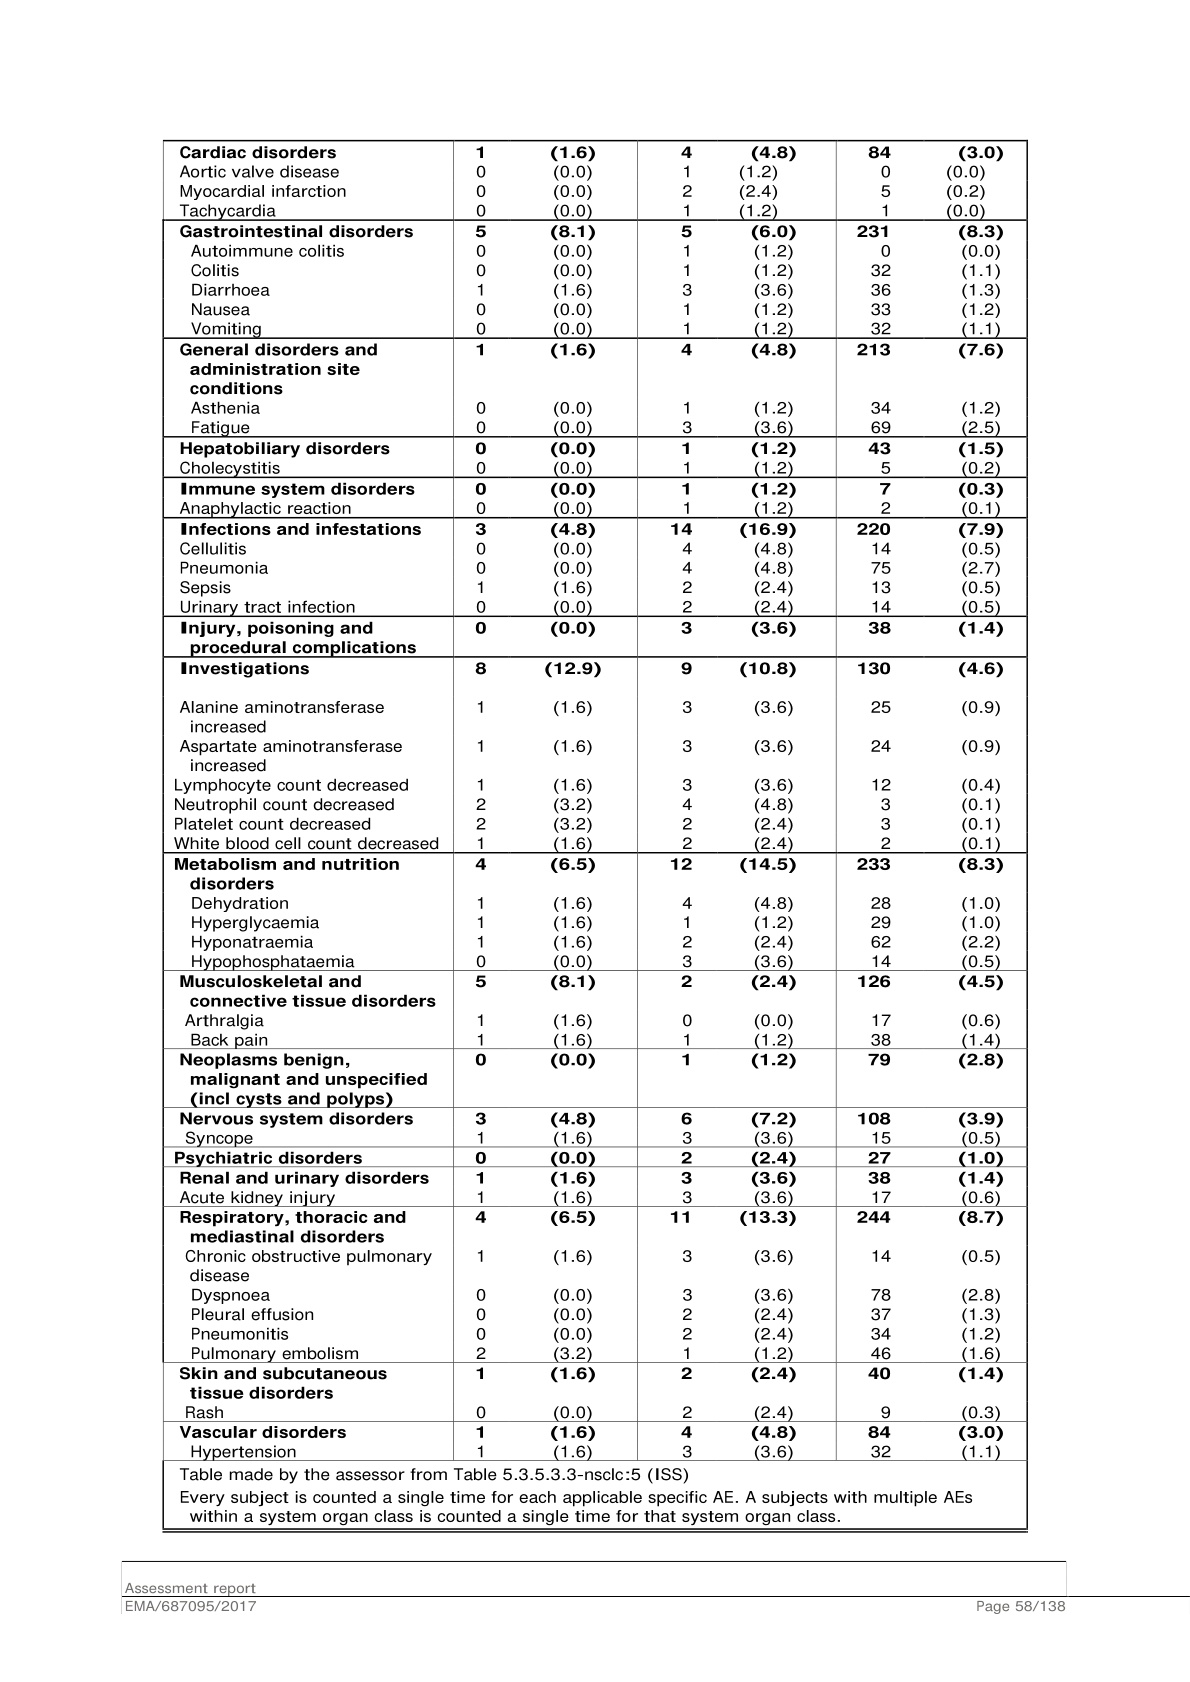 Cardiac disorders 1 (1.6) 4 (4.8) 84 (3.0)
Aortic valve disease 0 (0.0) 1 (1.2) 0 (0.0)
Myocardial infarction 0 (0.0) 2 (2.4) 5 (0.2)
Tachycardia 0 (0.0) 1 (1.2) 1 (0.0)
Gastrointestinal disorders 5 (8.1) 5 (6.0) 231 (8.3)
Autoimmune colitis 0 (0.0) 1 (1.2) 0 (0.0)
Colitis 0 (0.0) 1 (1.2) 32 (1.1)
Diarrhoea 1 (1.6) 3 (3.6) 36 (1.3)
Nausea 0 (0.0) 1 (1.2) 33 (1.2)
Vomiting 0 (0.0) 1 (1.2) 32 (1.1)
General disorders and 1 (1.6) 4 (4.8) 213 (7.6)
administration site
conditions
Asthenia 0 (0.0) 1 (1.2) 34 (1.2)
Fatigue 0 (0.0) 3 (3.6) 69 (2.5)
Hepatobiliary disorders 0 (0.0) 1 (1.2) 43 (1.5)
Cholecystitis 0 (0.0) 1 (1.2) 5 (0.2)
Immune system disorders 0 (0.0) 1 (1.2) 7 (0.3)
Anaphylactic reaction 0 (0.0) 1 (1.2) 2 (0.1)
Infections and infestations 3 (4.8) 14 (16.9) 220 (7.9)
Cellulitis 0 (0.0) 4 (4.8) 14 (0.5)
Pneumonia 0 (0.0) 4 (4.8) 75 (2.7)
Sepsis 1 (1.6) 2 (2.4) 13 (0.5)
Urinary tract infection 0 (0.0) 2 (2.4) 14 (0.5)
Injury, poisoning and 0 (0.0) 3 (3.6) 38 (1.4)
procedural complications
Investigations 8 (12.9) 9 (10.8) 130 (4.6)
Alanine aminotransferase 1 (1.6) 3 (3.6) 25 (0.9)
increased
Aspartate aminotransferase 1 (1.6) 3 (3.6) 24 (0.9)
increased
Lymphocyte count decreased 1 (1.6) 3 (3.6) 12 (0.4)
Neutrophil count decreased 2 (3.2) 4 (4.8) 3 (0.1)
Platelet count decreased 2 (3.2) 2 (2.4) 3 (0.1)
White blood cell count decreased 1 (1.6) 2 (2.4) 2 (0.1)
Metabolism and nutrition 4 (6.5) 12 (14.5) 233 (8.3)
disorders
Dehydration 1 (1.6) 4 (4.8) 28 (1.0)
Hyperglycaemia 1 (1.6) 1 (1.2) 29 (1.0)
Hyponatraemia 1 (1.6) 2 (2.4) 62 (2.2)
Hypophosphataemia 0 (0.0) 3 (3.6) 14 (0.5)
Musculoskeletal and 5 (8.1) 2 (2.4) 126 (4.5)
connective tissue disorders
Arthralgia 1 (1.6) 0 (0.0) 17 (0.6)
Back pain 1 (1.6) 1 (1.2) 38 (1.4)
Neoplasms benign, 0 (0.0) 1 (1.2) 79 (2.8)
malignant and unspecified
(incl cysts and polyps)
Nervous system disorders 3 (4.8) 6 (7.2) 108 (3.9)
Syncope 1 (1.6) 3 (3.6) 15 (0.5)
Psychiatric disorders 0 (0.0) 2 (2.4) 27 (1.0)
Renal and urinary disorders 1 (1.6) 3 (3.6) 38 (1.4)
Acute kidney injury 1 (1.6) 3 (3.6) 17 (0.6)
Respiratory, thoracic and 4 (6.5) 11 (13.3) 244 (8.7)
mediastinal disorders
Chronic obstructive pulmonary 1 (1.6) 3 (3.6) 14 (0.5)
disease
Dyspnoea 0 (0.0) 3 (3.6) 78 (2.8)
Pleural effusion 0 (0.0) 2 (2.4) 37 (1.3)
Pneumonitis 0 (0.0) 2 (2.4) 34 (1.2)
Pulmonary embolism 2 (3.2) 1 (1.2) 46 (1.6)
Skin and subcutaneous 1 (1.6) 2 (2.4) 40 (1.4)
tissue disorders
Rash 0 (0.0) 2 (2.4) 9 (0.3)
Vascular disorders 1 (1.6) 4 (4.8) 84 (3.0)
Hypertension 1 (1.6) 3 (3.6) 32 (1.1)
Table made by the assessor from Table 5.3.5.3.3-nsclc:5 (ISS)
Every subject is counted a single time for each applicable specific AE. A subjects with multiple AEs
within a system organ class is counted a single time for that system organ class.
Assessment report
EMA/687095/2017 Page 58/138